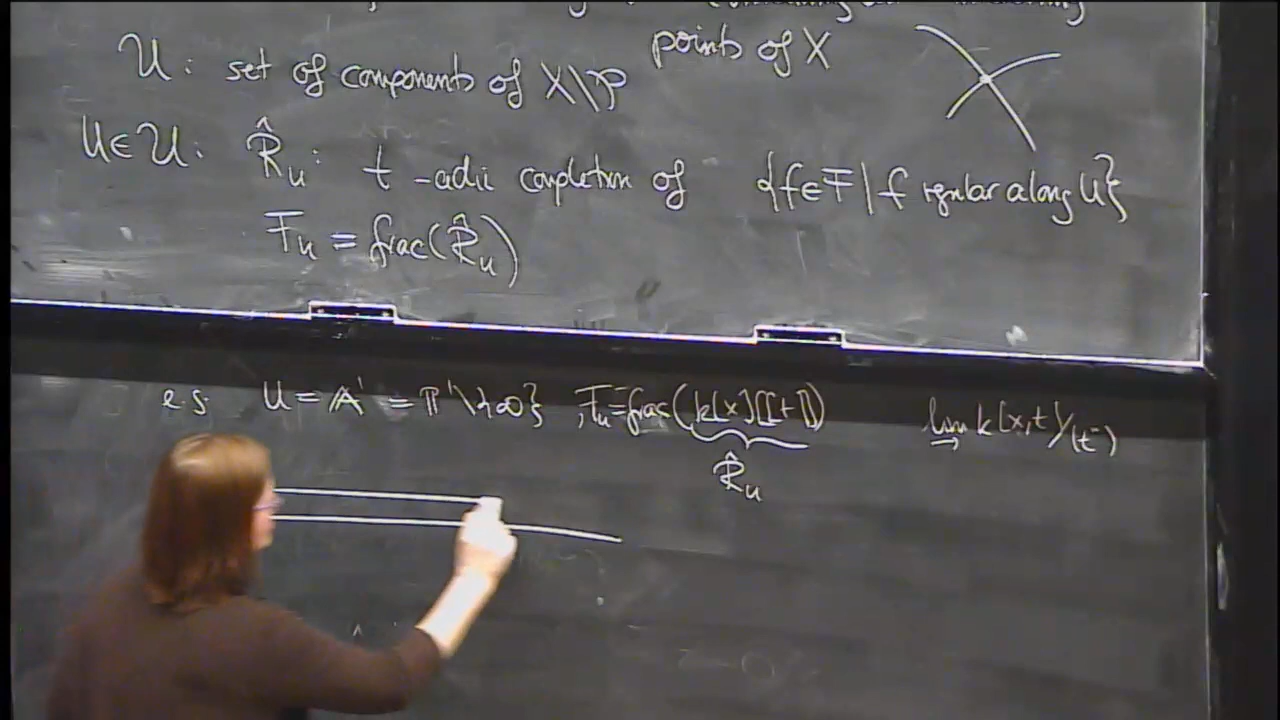 points of X
𝒰: set of components of X\𝒫
U∈𝒰: R̂_U: t-adic completion of {f∈F | f regular along U}
F_U = frac(R̂_U)
e.g. U = 𝔸¹ = ℙ¹\{∞}, F_U = frac(k[x][[t]]) lim k[x,t]/(t⁻)
→
R̂_U